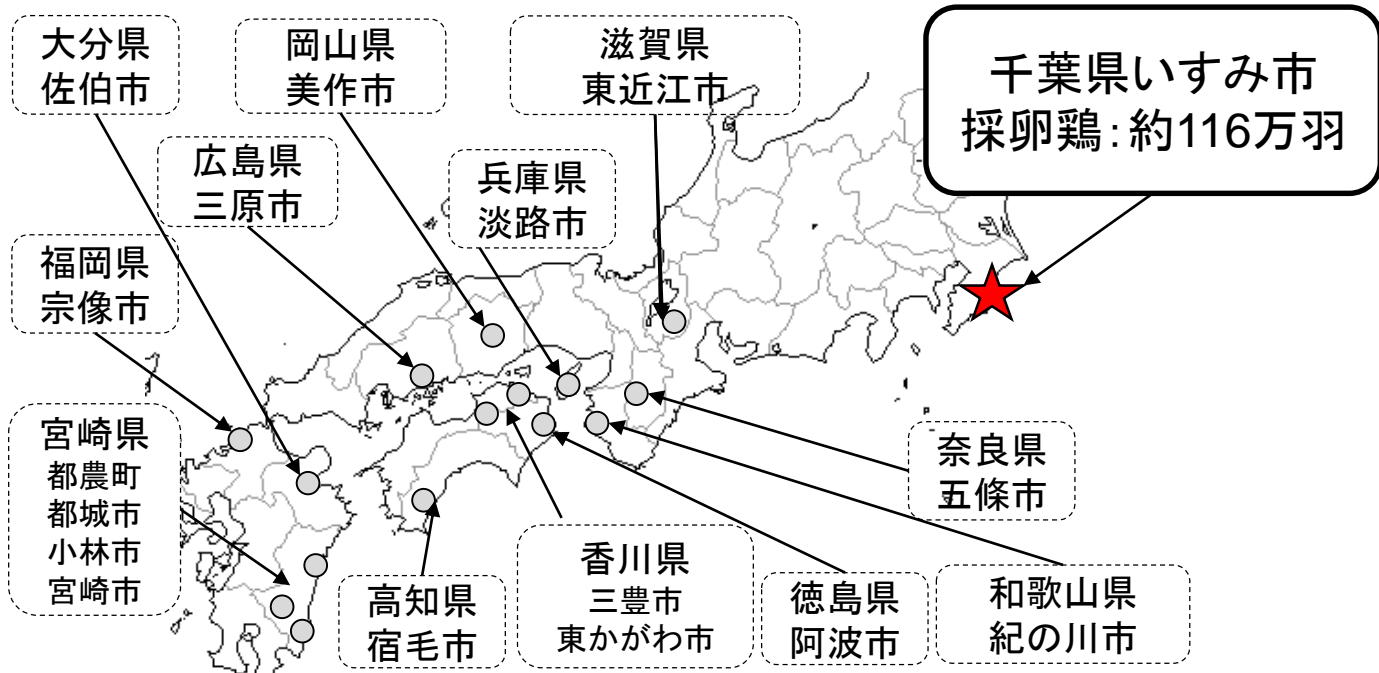 大分県
佐伯市
岡山県
美作市
滋賀県
東近江市
千葉県いすみ市
採卵鶏：約116万羽
広島県
三原市
兵庫県
淡路市
福岡県
宗像市
宮崎県
都農町
都城市
小林市
宮崎市
奈良県
五條市
高知県
宿毛市
香川県
三豊市
東かがわ市
徳島県
阿波市
和歌山県
紀の川市